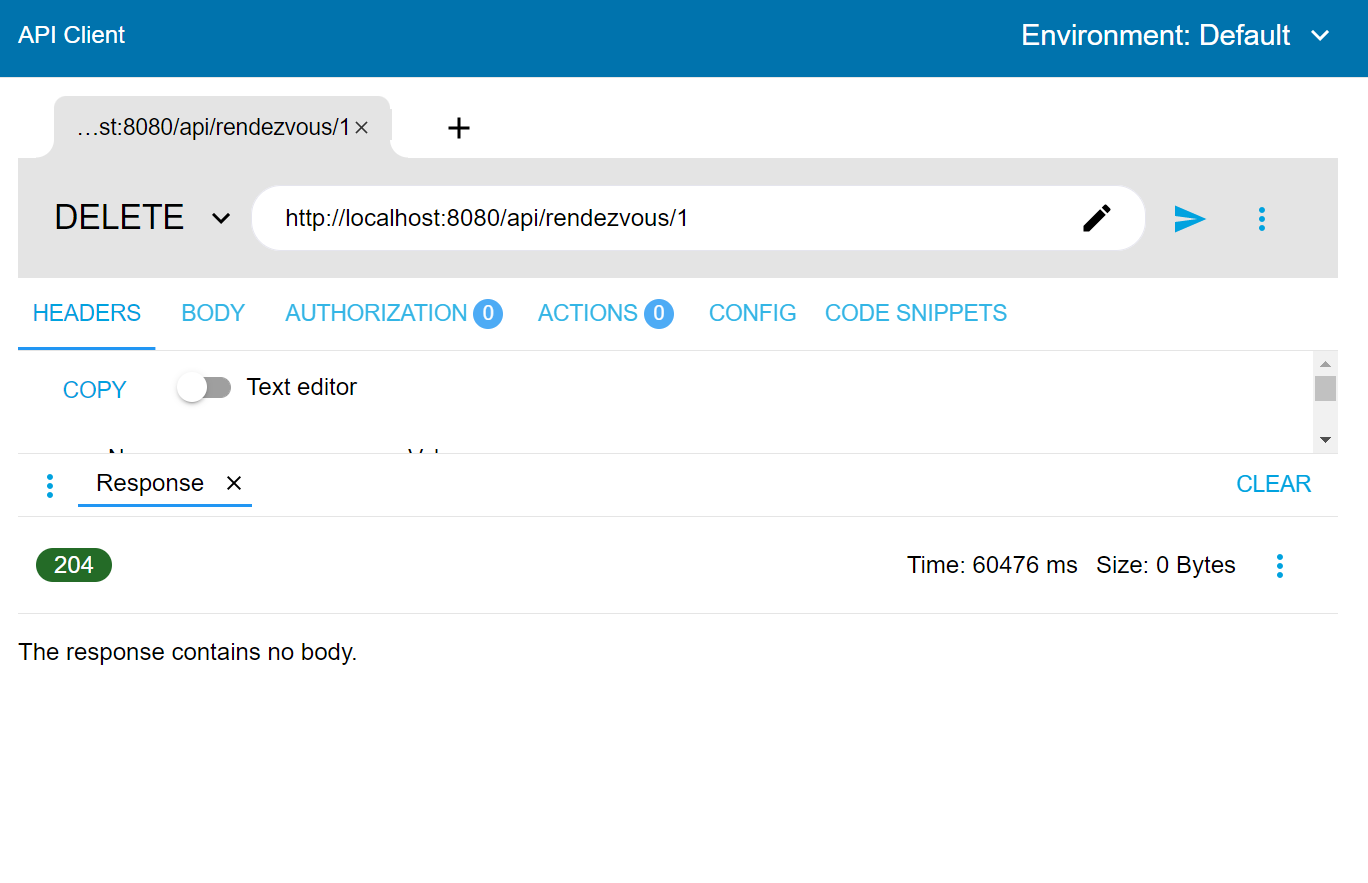 API Client
Environment: Default
...st:8080/api/rendezvous/1
DELETE
http://localhost:8080/api/rendezvous/1
HEADERS BODY AUTHORIZATION 0 ACTIONS 0 CONFIG CODE SNIPPETS
COPY Text editor
Response CLEAR
204 Time: 60476 ms Size: 0 Bytes
The response contains no body.